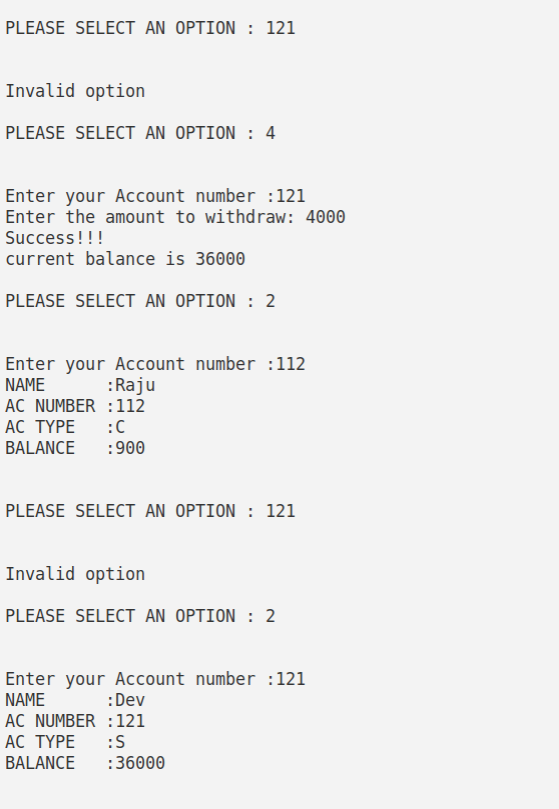 PLEASE SELECT AN OPTION : 121
Invalid option
PLEASE SELECT AN OPTION : 4
Enter your Account number :121
Enter the amount to withdraw: 4000
Success!!!
current balance is 36000
PLEASE SELECT AN OPTION : 2
Enter your Account number :112
NAME      :Raju
AC NUMBER :112
AC TYPE   :C
BALANCE   :900
PLEASE SELECT AN OPTION : 121
Invalid option
PLEASE SELECT AN OPTION : 2
Enter your Account number :121
NAME      :Dev
AC NUMBER :121
AC TYPE   :S
BALANCE   :36000